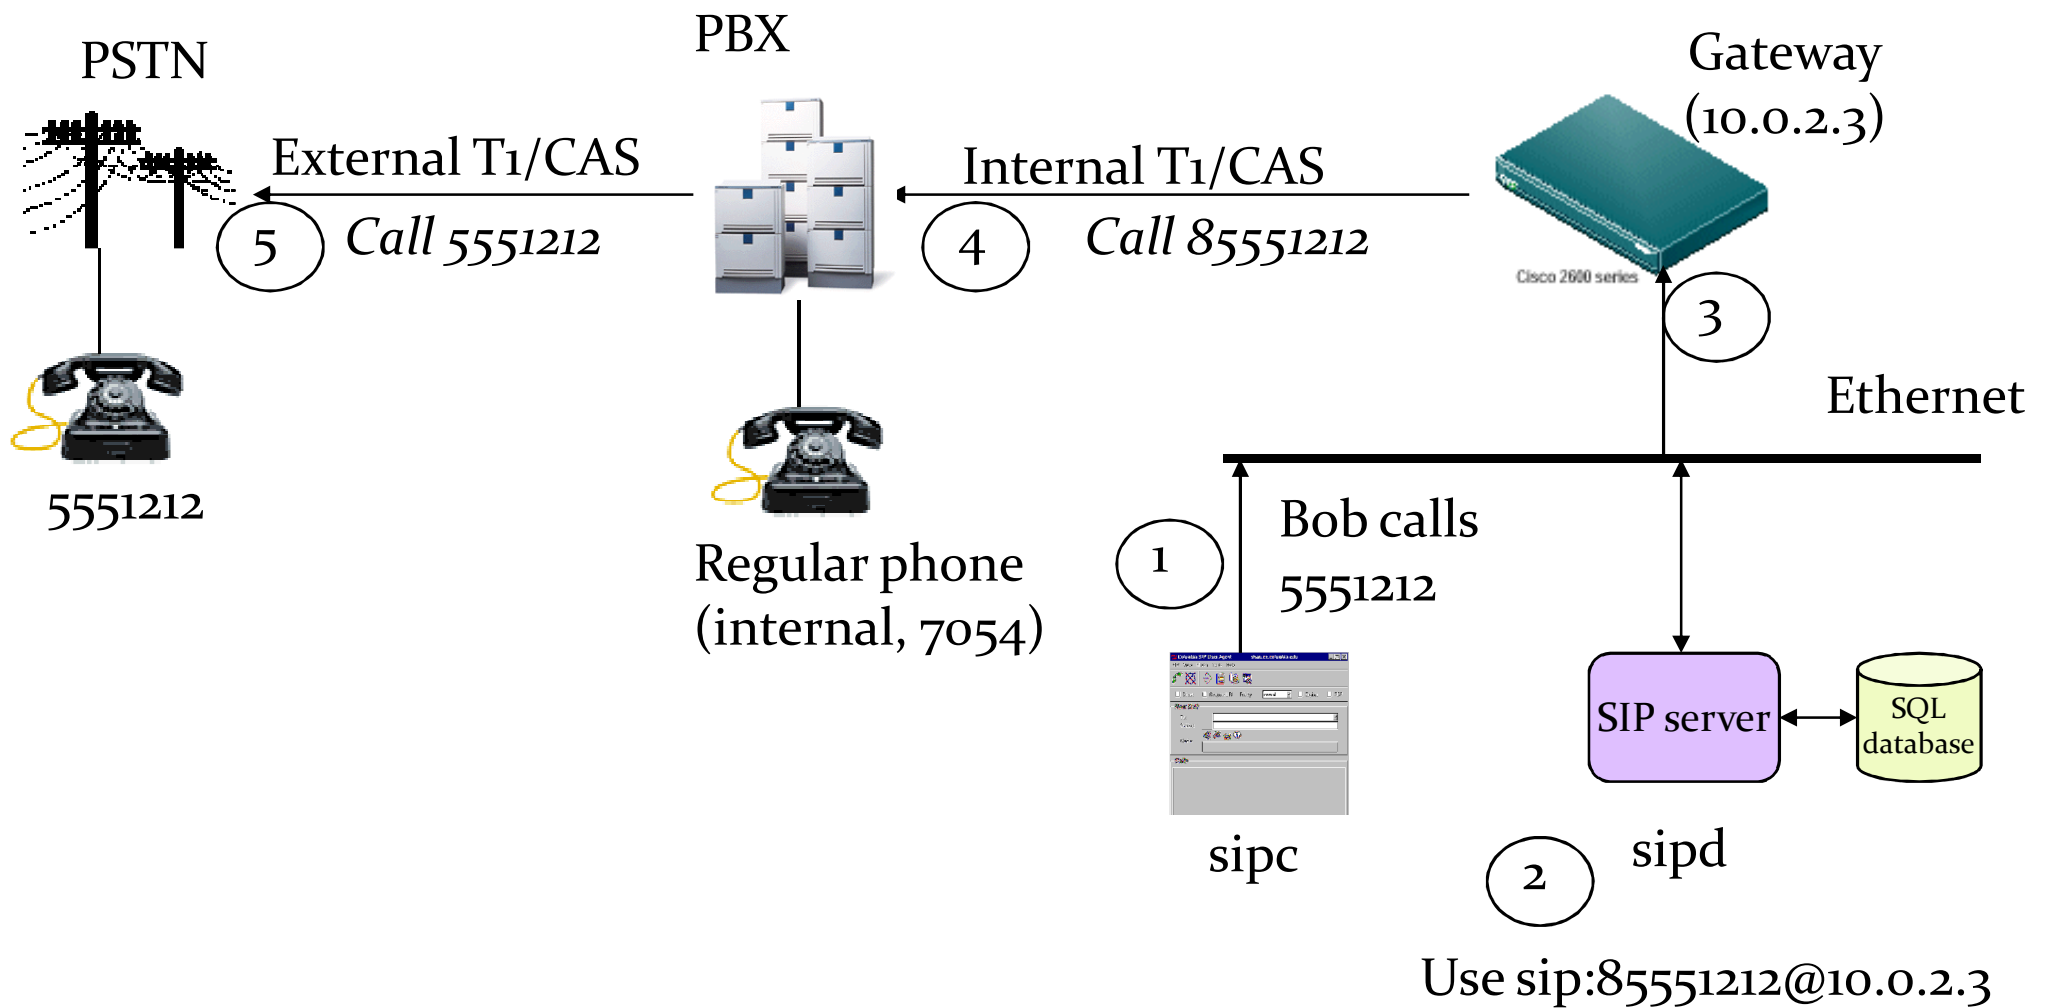 PSTN
PBX
Gateway
(10.0.2.3)
External T1/CAS
Internal T1/CAS
5
Call 5551212
4
Call 85551212
Cisco 2600 series
3
Ethernet
5551212
Regular phone
(internal, 7054)
1
Bob calls
5551212
SIP server
SQL
database
sipc
sipd
2
Use sip:85551212@10.0.2.3